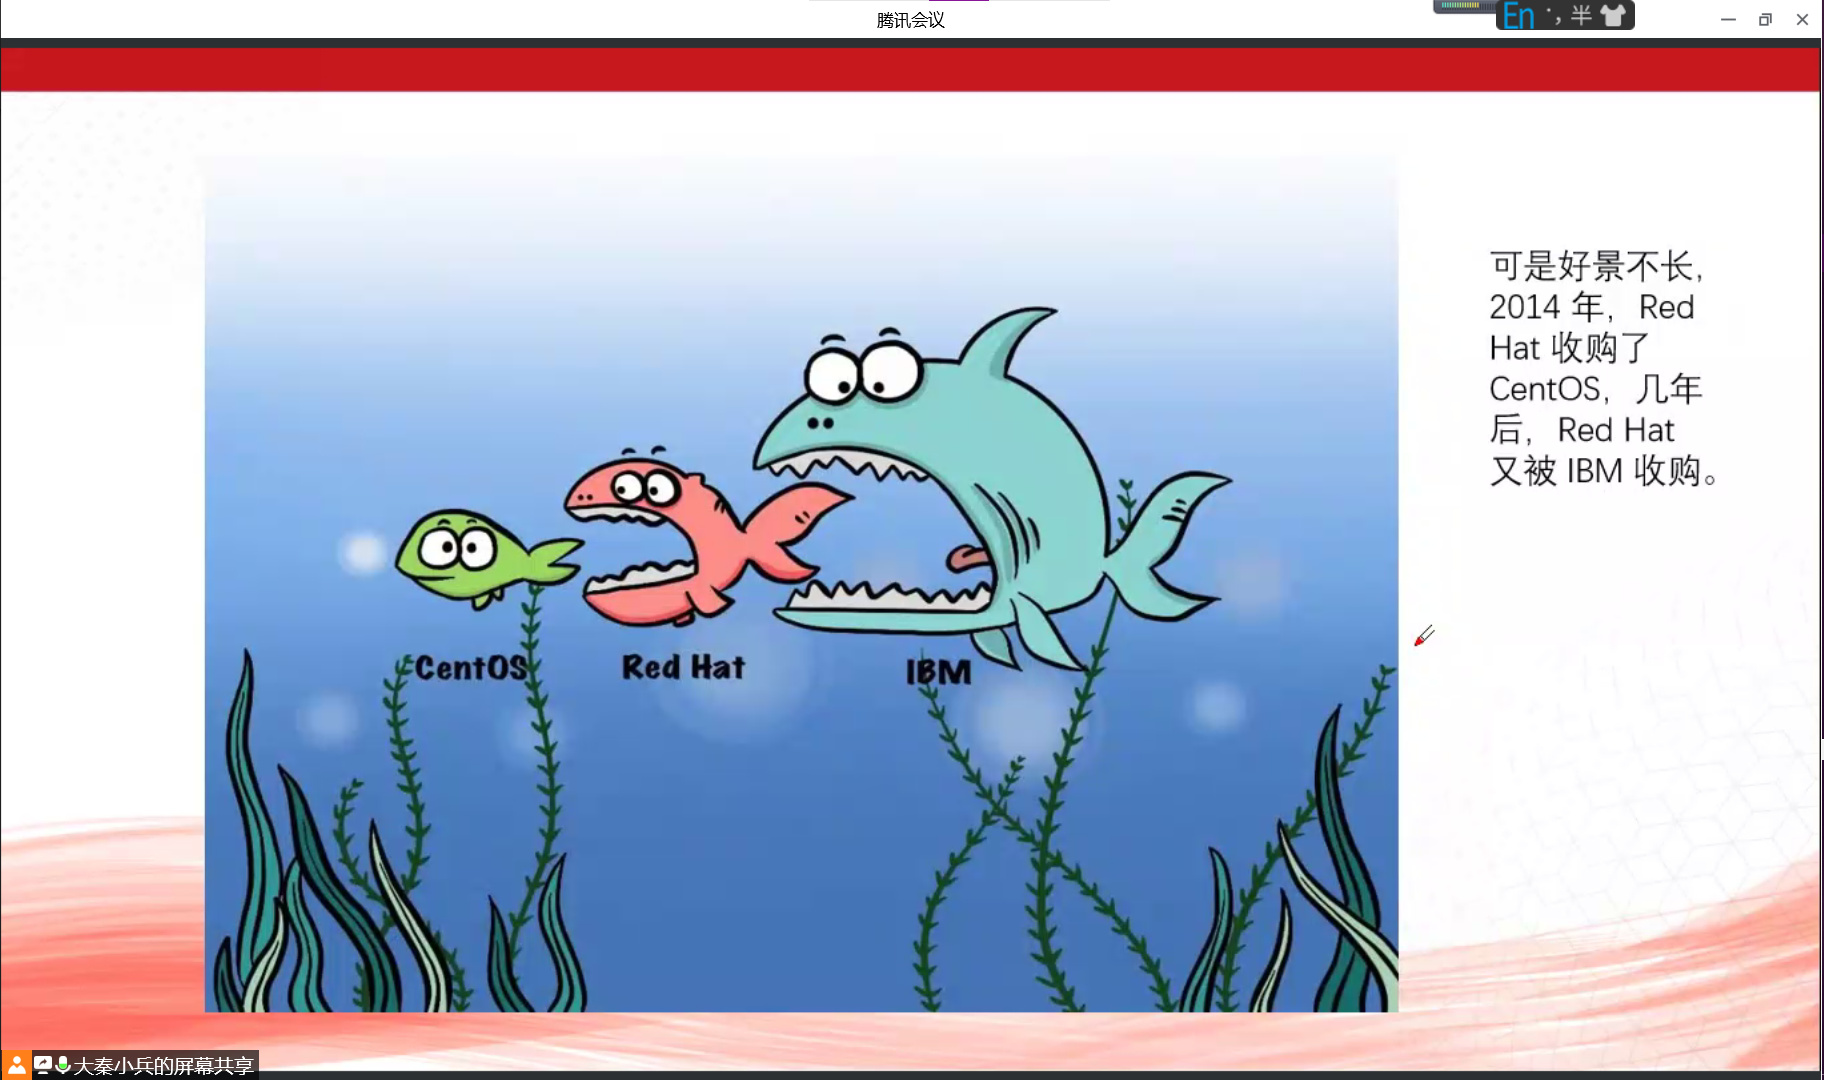 腾讯会议
En ·, 半
可是好景不长,
2014 年，Red
Hat 收购了
CentOS，几年
后，Red Hat
又被 IBM 收购。
CentOS
Red Hat
IBM
大秦小兵的屏幕共享